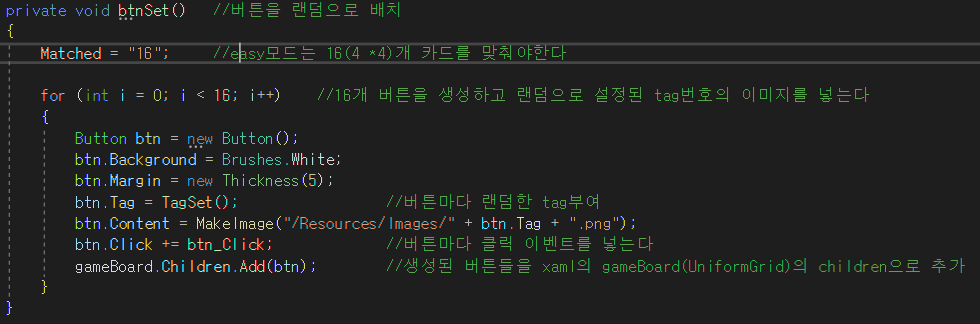 private void btnSet()   //버튼을 랜덤으로 배치
{
    Matched = "16";     //easy모드는 16(4 *4)개 카드를 맞춰야한다
    for (int i = 0; i < 16; i++)    //16개 버튼을 생성하고 랜덤으로 설정된 tag번호의 이미지를 넣는다
    {
        Button btn = new Button();
        btn.Background = Brushes.White;
        btn.Margin = new Thickness(5);
        btn.Tag = TagSet();                 //버튼마다 랜덤한 tag부여
        btn.Content = MakeImage("/Resources/Images/" + btn.Tag + ".png");
        btn.Click += btn_Click;             //버튼마다 클릭 이벤트를 넣는다
        gameBoard.Children.Add(btn);        //생성된 버튼들을 xaml의 gameBoard(UniformGrid)의 children으로 추가
    }
}